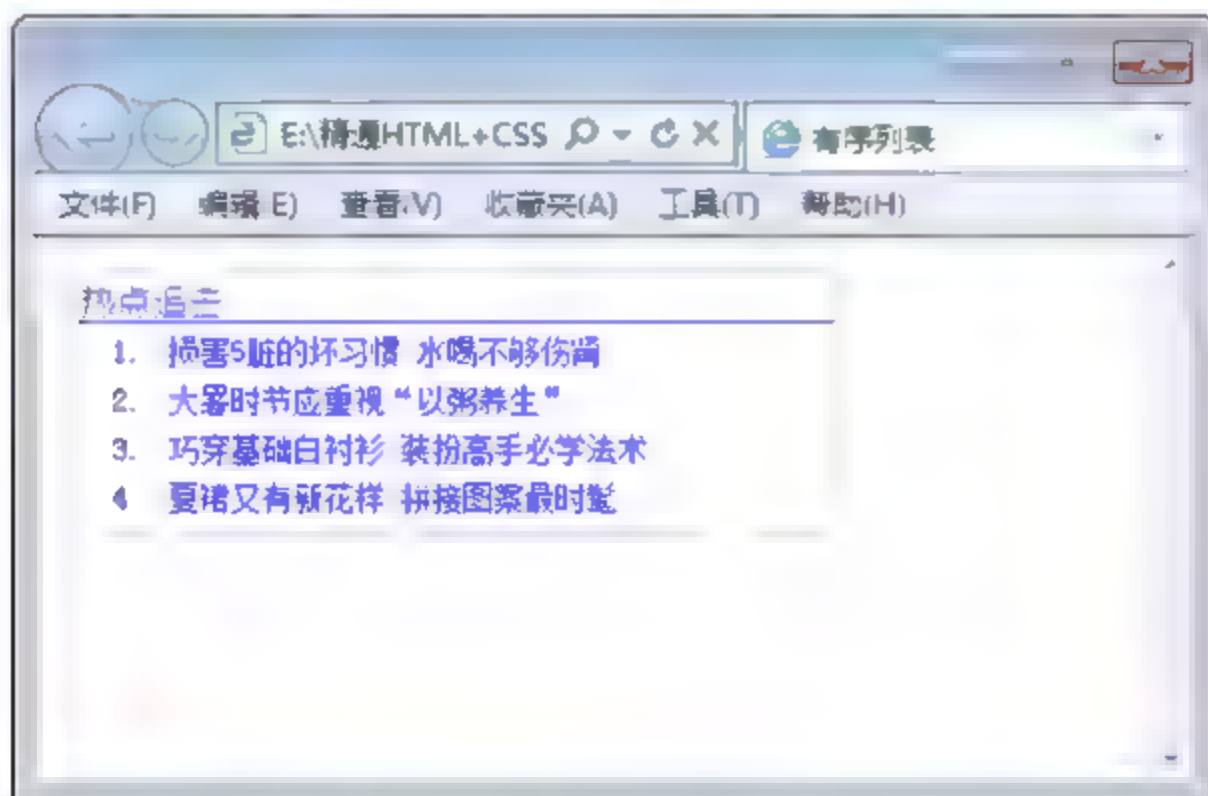 E:\精通HTML+CSS 有序列表
文件(F) 编辑(E) 查看(V) 收藏夹(A) 工具(T) 帮助(H)
热点追击
1. 损害5脏的坏习惯 水喝不够伤肾
2. 大暑时节应重视“以粥养生”
3. 巧穿基础白衬衫 装扮高手必学法术
4 夏裙又有新花样 拼接图案最时髦